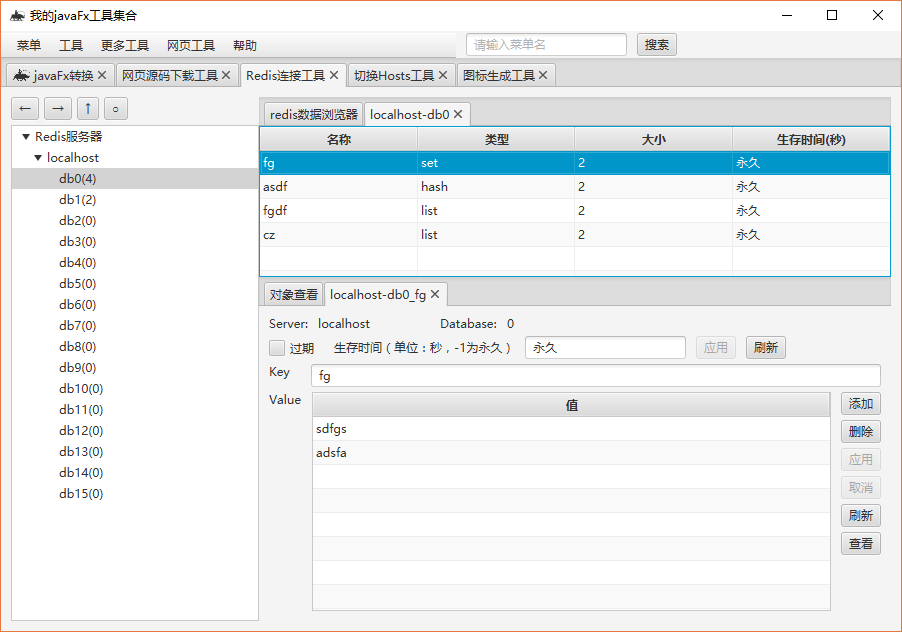 我的javaFx工具集合
菜单 工具 更多工具 网页工具 帮助 请输入菜单名 搜索
javaFx转换 网页源码下载工具 Redis连接工具 切换Hosts工具 图标生成工具
← → ↑ ○
redis数据浏览器 localhost-db0
Redis服务器
localhost
db0(4)
db1(2)
db2(0)
db3(0)
db4(0)
db5(0)
db6(0)
db7(0)
db8(0)
db9(0)
db10(0)
db11(0)
db12(0)
db13(0)
db14(0)
db15(0)
名称 类型 大小 生存时间(秒)
fg set 2 永久
asdf hash 2 永久
fgdf list 2 永久
cz list 2 永久
对象查看 localhost-db0_fg
Server: localhost Database: 0
过期 生存时间（单位：秒，-1为永久） 永久 应用 刷新
Key fg
Value 值
sdfgs
adsfa
添加
删除
应用
取消
刷新
查看